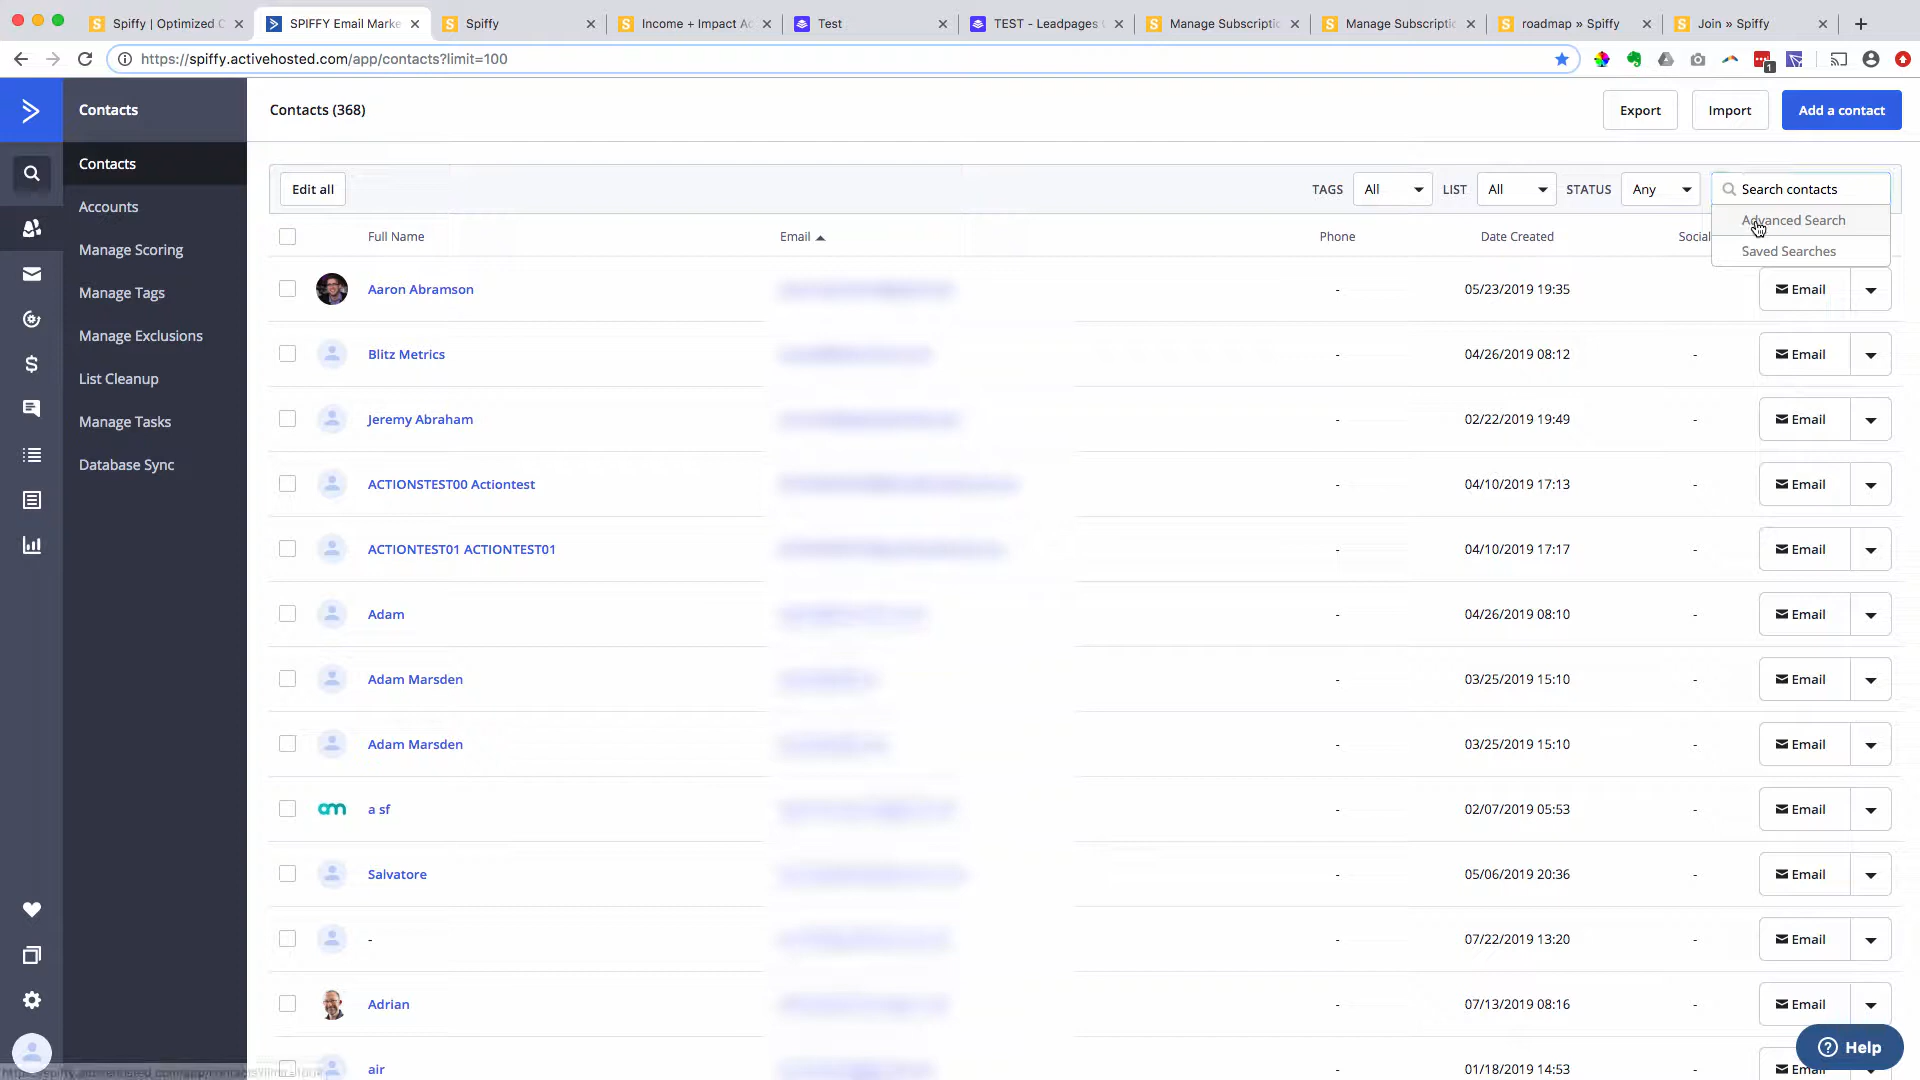 Spiffy | Optimized C
SPIFFY Email Marke
Spiffy
Income + Impact Ac
Test
TEST - Leadpages
Manage Subscriptic
Manage Subscriptic
roadmap » Spiffy
Join » Spiffy
https://spiffy.activehosted.com/app/contacts?limit=100
1
Contacts
Contacts
Accounts
Manage Scoring
Manage Tags
Manage Exclusions
List Cleanup
Manage Tasks
Database Sync
Contacts (368)
Export
Import
Add a contact
Edit all
TAGS All LIST All STATUS Any
Search contacts
Advanced Search
Saved Searches
Full Name Email Phone Date Created Social
Aaron Abramson - 05/23/2019 19:35 Email
Blitz Metrics - 04/26/2019 08:12 - Email
Jeremy Abraham - 02/22/2019 19:49 - Email
ACTIONSTEST00 Actiontest - 04/10/2019 17:13 - Email
ACTIONTEST01 ACTIONTEST01 - 04/10/2019 17:17 - Email
Adam - 04/26/2019 08:10 - Email
Adam Marsden - 03/25/2019 15:10 - Email
Adam Marsden - 03/25/2019 15:10 - Email
am a sf - 02/07/2019 05:53 - Email
Salvatore - 05/06/2019 20:36 - Email
- - 07/22/2019 13:20 - Email
Adrian - 07/13/2019 08:16 - Email
air - 01/18/2019 14:53 - Email
Help